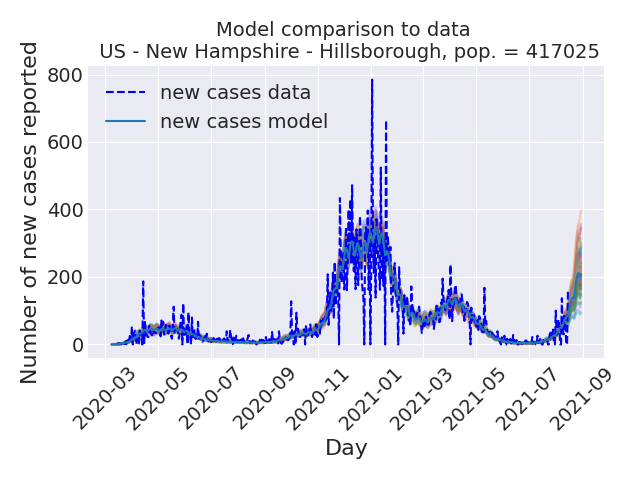 Model comparison to data
US - New Hampshire - Hillsborough, pop. = 417025
Number of new cases reported
800
600
400
200
0
new cases data
new cases model
2020-03
2020-05
2020-07
2020-09
2020-11
2021-01
2021-03
2021-05
2021-07
2021-09
Day